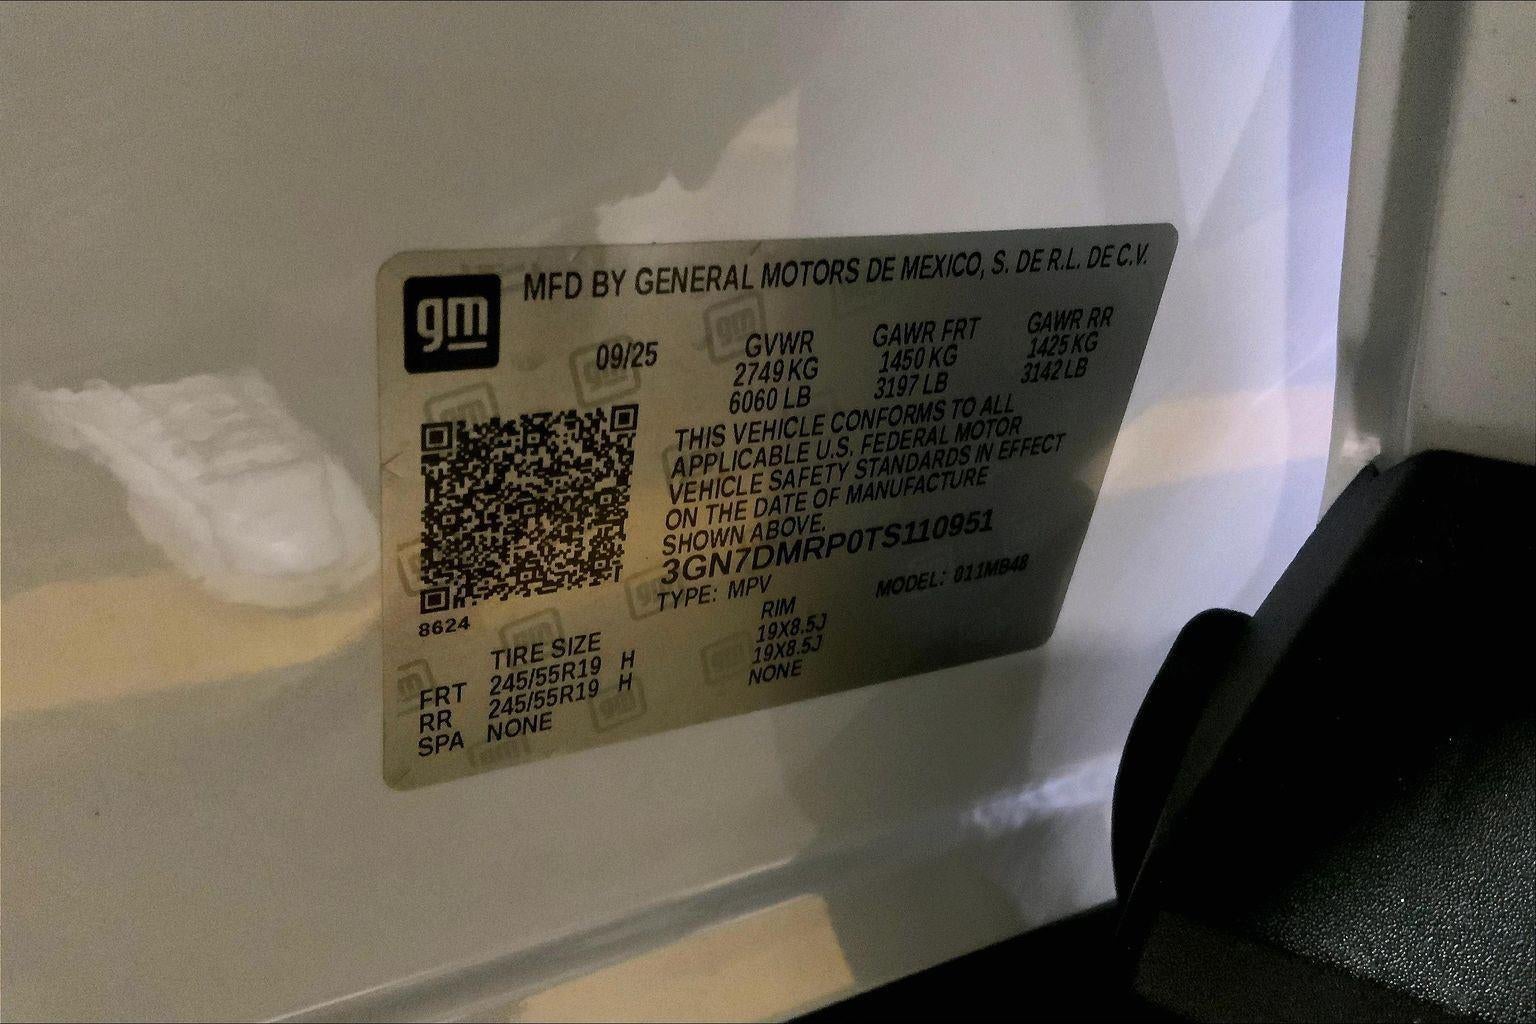 gm
MFD BY GENERAL MOTORS DE MEXICO, S. DE R.L. DE C.V.
09/25 GVWR GAWR FRT GAWR RR
2749 KG 1450 KG 1425 KG
6060 LB 3197 LB 3142 LB
THIS VEHICLE CONFORMS TO ALL
APPLICABLE U.S. FEDERAL MOTOR
VEHICLE SAFETY STANDARDS IN EFFECT
ON THE DATE OF MANUFACTURE
SHOWN ABOVE.
3GN7DMRP0TS110951
TYPE: MPV MODEL: 011MB48
8624
TIRE SIZE RIM
FRT 245/55R19 H 19X8.5J
RR 245/55R19 H 19X8.5J
SPA NONE NONE